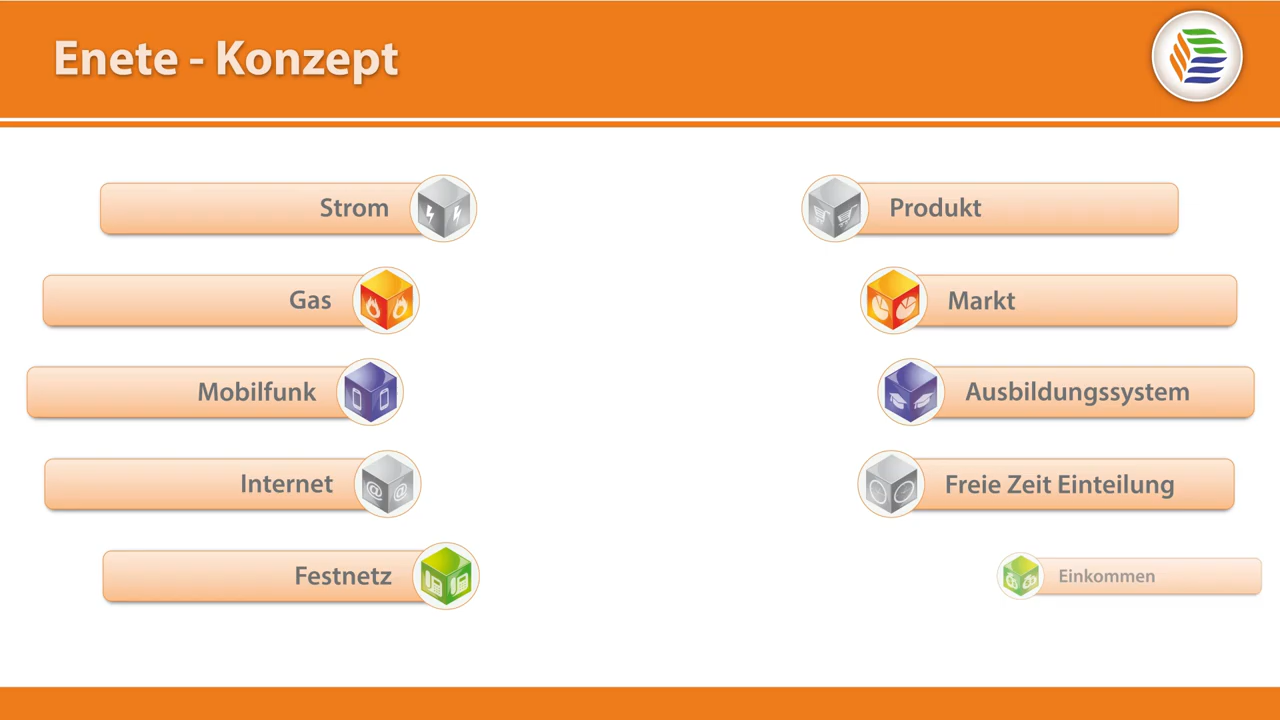 Enete - Konzept
Strom
Gas
Mobilfunk
Internet
Festnetz
Produkt
Markt
Ausbildungssystem
Freie Zeit Einteilung
Einkommen